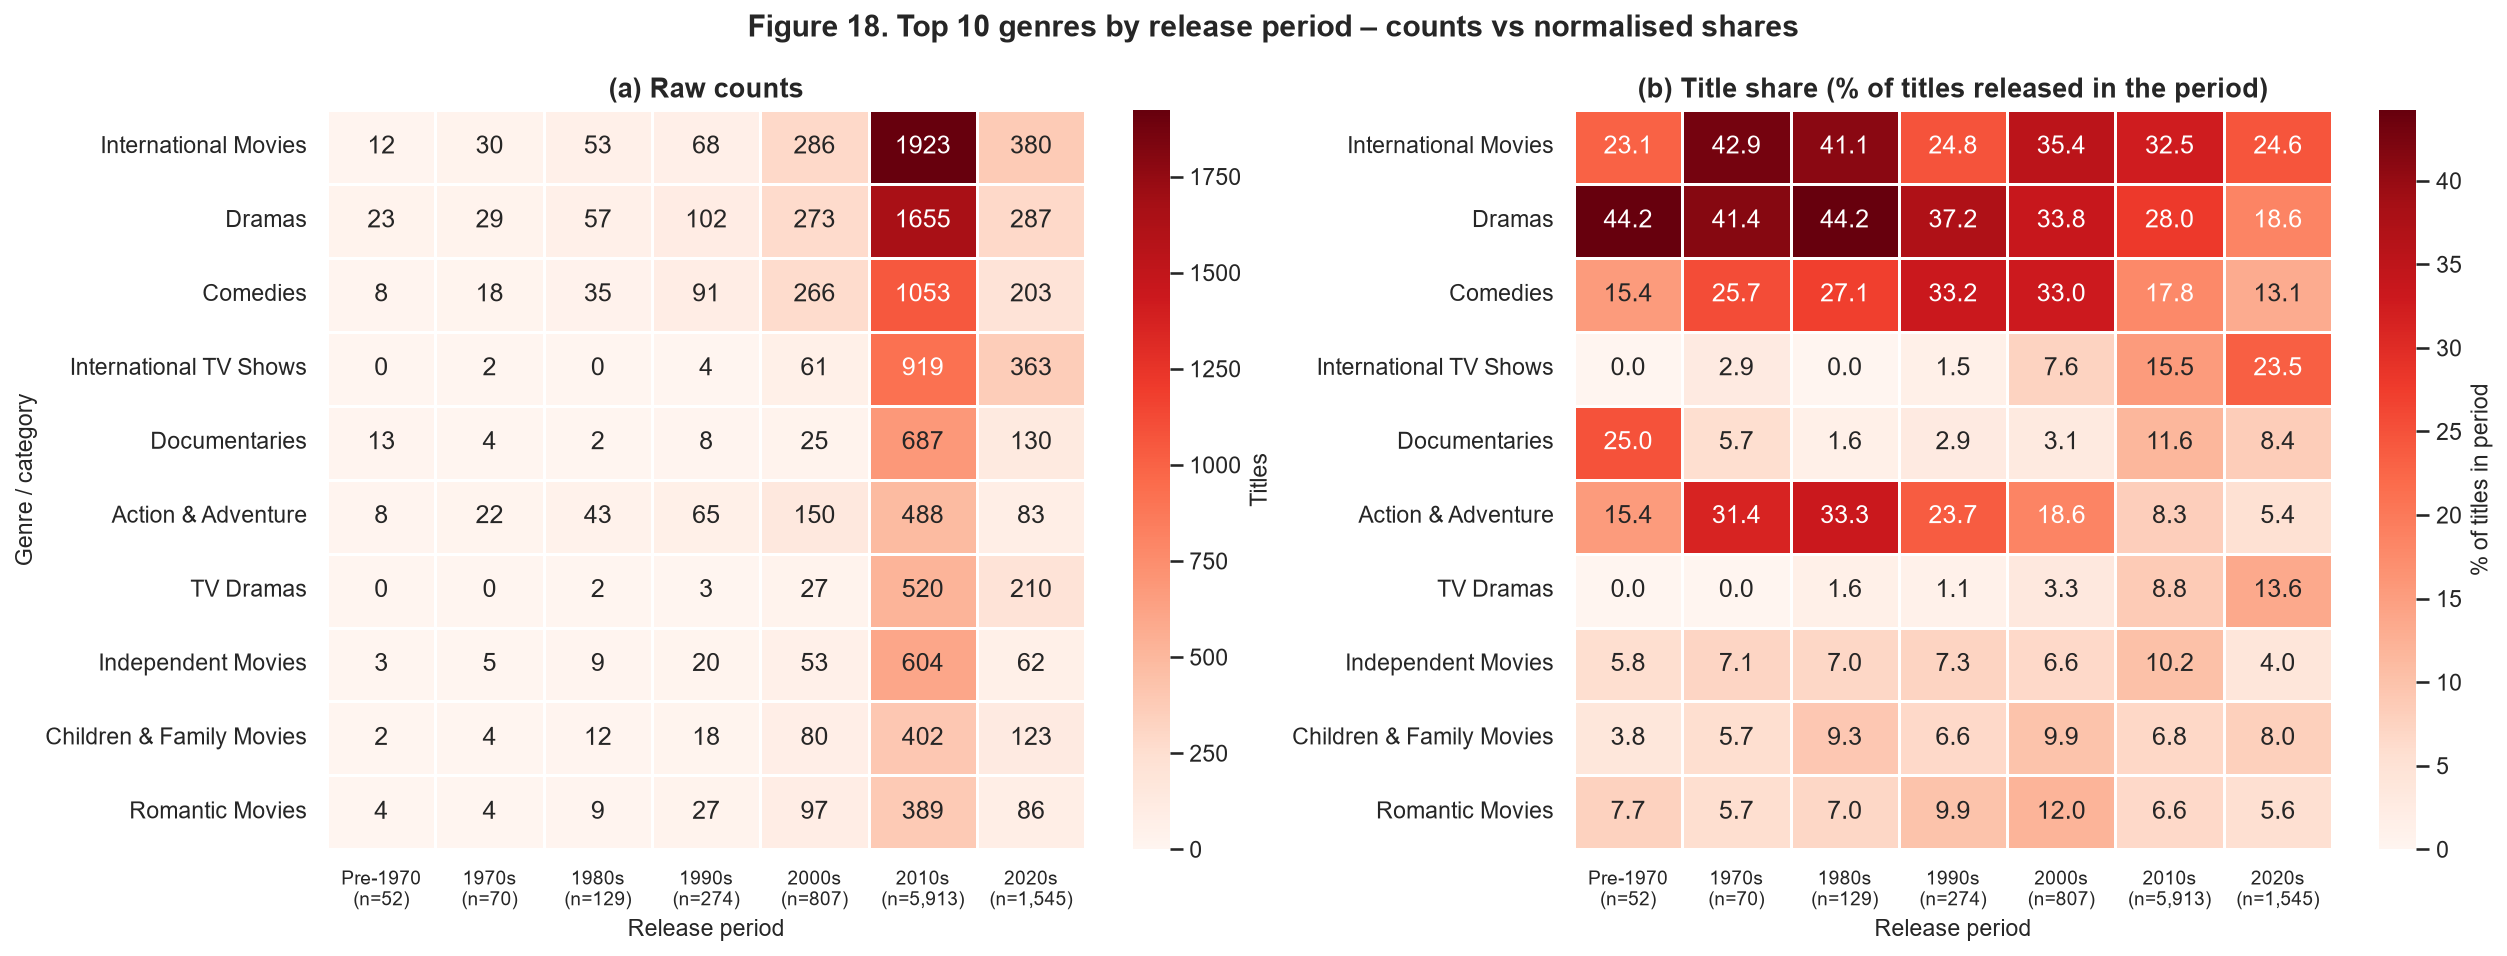 Figure 18. Top 10 genres by release period – counts vs normalised shares
(a) Raw counts
Genre / category
International Movies 12 30 53 68 286 1923 380
Dramas 23 29 57 102 273 1655 287
Comedies 8 18 35 91 266 1053 203
International TV Shows 0 2 0 4 61 919 363
Documentaries 13 4 2 8 25 687 130
Action & Adventure 8 22 43 65 150 488 83
TV Dramas 0 0 2 3 27 520 210
Independent Movies 3 5 9 20 53 604 62
Children & Family Movies 2 4 12 18 80 402 123
Romantic Movies 4 4 9 27 97 389 86
Pre-1970 1970s 1980s 1990s 2000s 2010s 2020s
(n=52) (n=70) (n=129) (n=274) (n=807) (n=5,913) (n=1,545)
Release period
1750
1500
1250
1000
750
500
250
0
Titles
(b) Title share (% of titles released in the period)
International Movies 23.1 42.9 41.1 24.8 35.4 32.5 24.6
Dramas 44.2 41.4 44.2 37.2 33.8 28.0 18.6
Comedies 15.4 25.7 27.1 33.2 33.0 17.8 13.1
International TV Shows 0.0 2.9 0.0 1.5 7.6 15.5 23.5
Documentaries 25.0 5.7 1.6 2.9 3.1 11.6 8.4
Action & Adventure 15.4 31.4 33.3 23.7 18.6 8.3 5.4
TV Dramas 0.0 0.0 1.6 1.1 3.3 8.8 13.6
Independent Movies 5.8 7.1 7.0 7.3 6.6 10.2 4.0
Children & Family Movies 3.8 5.7 9.3 6.6 9.9 6.8 8.0
Romantic Movies 7.7 5.7 7.0 9.9 12.0 6.6 5.6
Pre-1970 1970s 1980s 1990s 2000s 2010s 2020s
(n=52) (n=70) (n=129) (n=274) (n=807) (n=5,913) (n=1,545)
Release period
40
35
30
25
20
15
10
5
0
% of titles in period